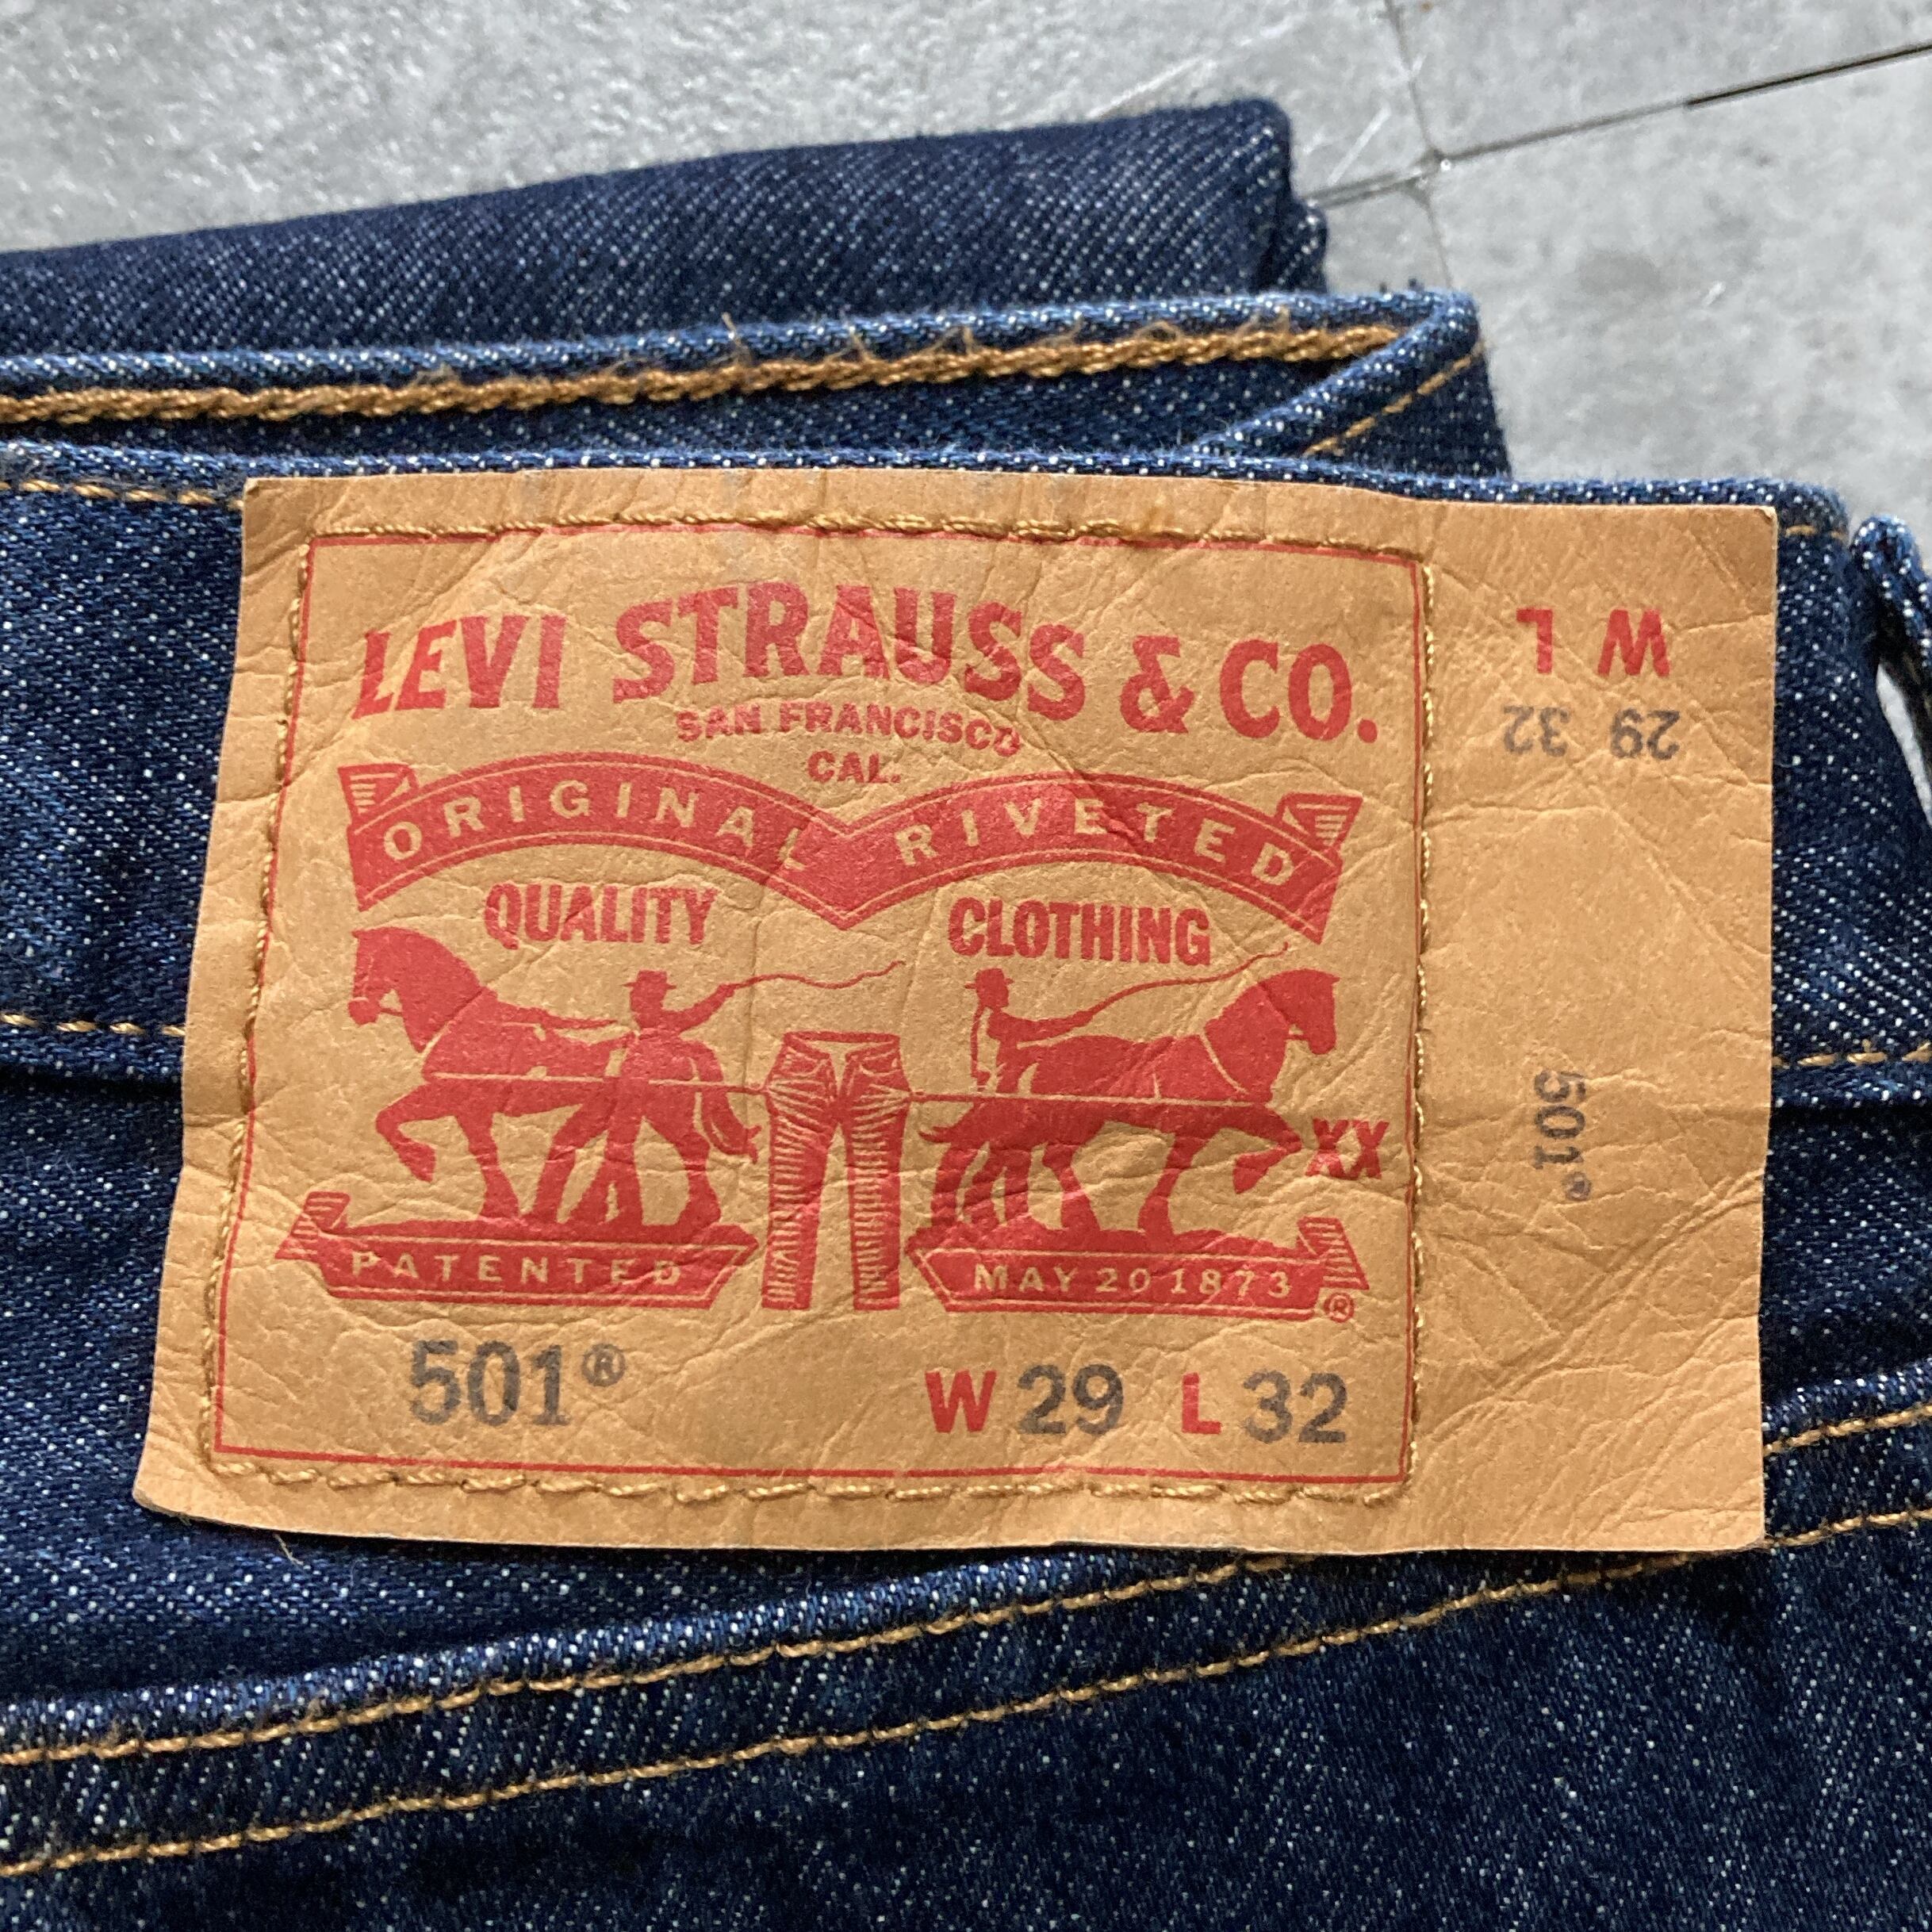 LEVI STRAUSS & CO.
SAN FRANCISCO
CAL.
ORIGINAL RIVETED
QUALITY CLOTHING
XX
PATENTED MAY 20 1873 ®
501® W 29 L 32
W L
29 32
501®